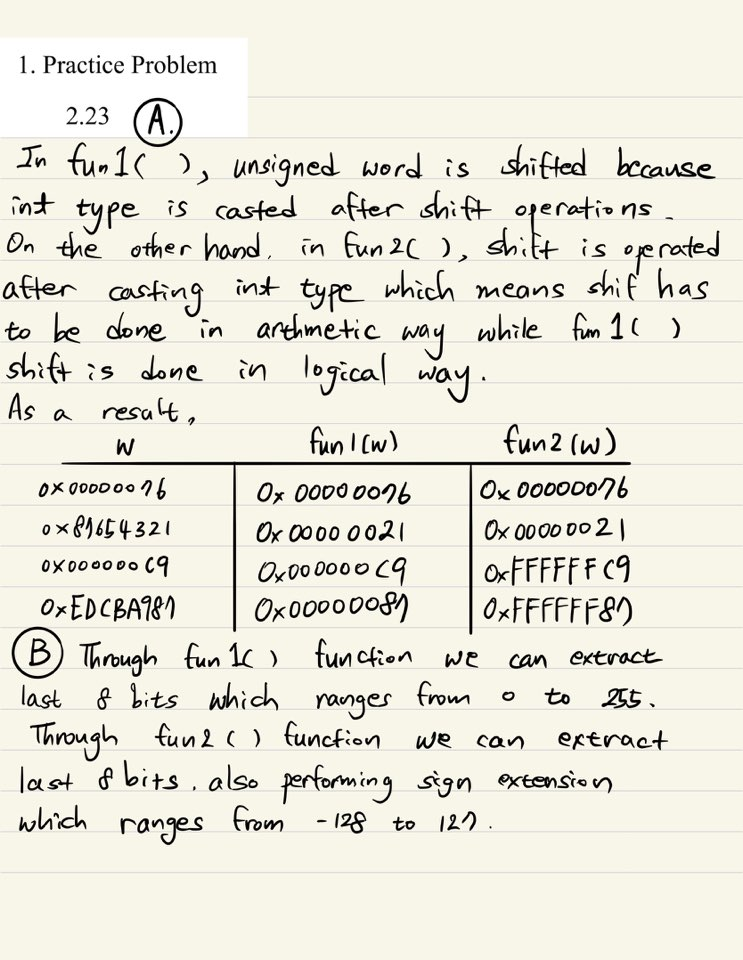 1. Practice Problem
2.23 A.
In fun1( ), unsigned word is shifted because
int type is casted after shift operations.
On the other hand, in fun2( ), shift is operated
after casting int type which means shif has
to be done in arthmetic way while fun1( )
shift is done in logical way.
As a result,
W fun1(w) fun2(w)
0x00000076 0x00000076 0x00000076
0x87654321 0x00000021 0x00000021
0x000000C9 0x000000C9 0xFFFFFFC9
0xEDCBA987 0x00000087 0xFFFFFF87
B Through fun1( ) function we can extract
last 8 bits which ranges from 0 to 255.
Through fun2( ) function we can extract
last 8 bits, also performing sign extension
which ranges from -128 to 127.